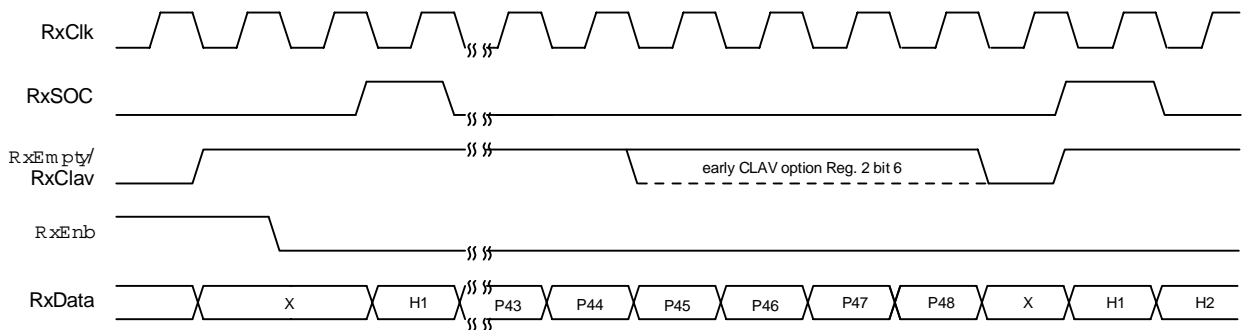 RxClk
RxSOC
RxEmpty/
RxClav
early CLAV option Reg. 2 bit 6
RxEnb
RxData
X H1 P43 P44 P45 P46 P47 P48 X H1 H2